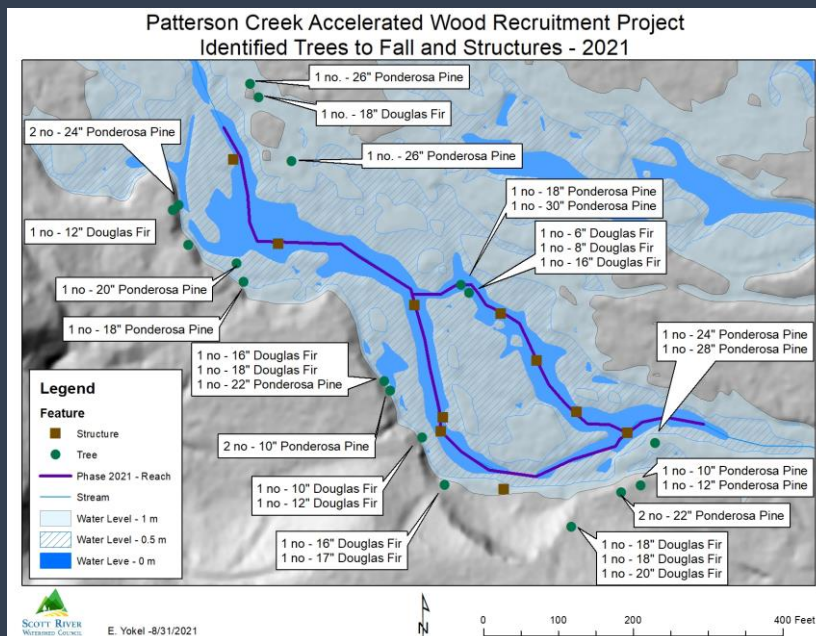 Patterson Creek Accelerated Wood Recruitment Project
Identified Trees to Fall and Structures - 2021
1 no. - 26" Ponderosa Pine
1 no. - 18" Douglas Fir
2 no - 24" Ponderosa Pine
1 no. - 26" Ponderosa Pine
1 no - 18" Ponderosa Pine
1 no - 30" Ponderosa Pine
1 no - 12" Douglas Fir
1 no - 6" Douglas Fir
1 no - 8" Douglas Fir
1 no - 16" Douglas Fir
1 no - 20" Ponderosa Pine
1 no - 18" Ponderosa Pine
1 no - 24" Ponderosa Pine
1 no - 28" Ponderosa Pine
1 no - 16" Douglas Fir
1 no - 18" Douglas Fir
1 no - 22" Ponderosa Pine
2 no - 10" Ponderosa Pine
1 no - 10" Douglas Fir
1 no - 12" Douglas Fir
1 no - 10" Ponderosa Pine
1 no - 12" Ponderosa Pine
2 no - 22" Ponderosa Pine
1 no - 16" Douglas Fir
1 no - 17" Douglas Fir
1 no - 18" Douglas Fir
1 no - 18" Douglas Fir
1 no - 20" Douglas Fir
Legend
Feature
Structure
Tree
Phase 2021 - Reach
Stream
Water Level - 1 m
Water Level - 0.5 m
Water Leve - 0 m
SCOTT RIVER
WATERSHED COUNCIL
E. Yokel -8/31/2021
N
0 50 100 200 300 400 Feet